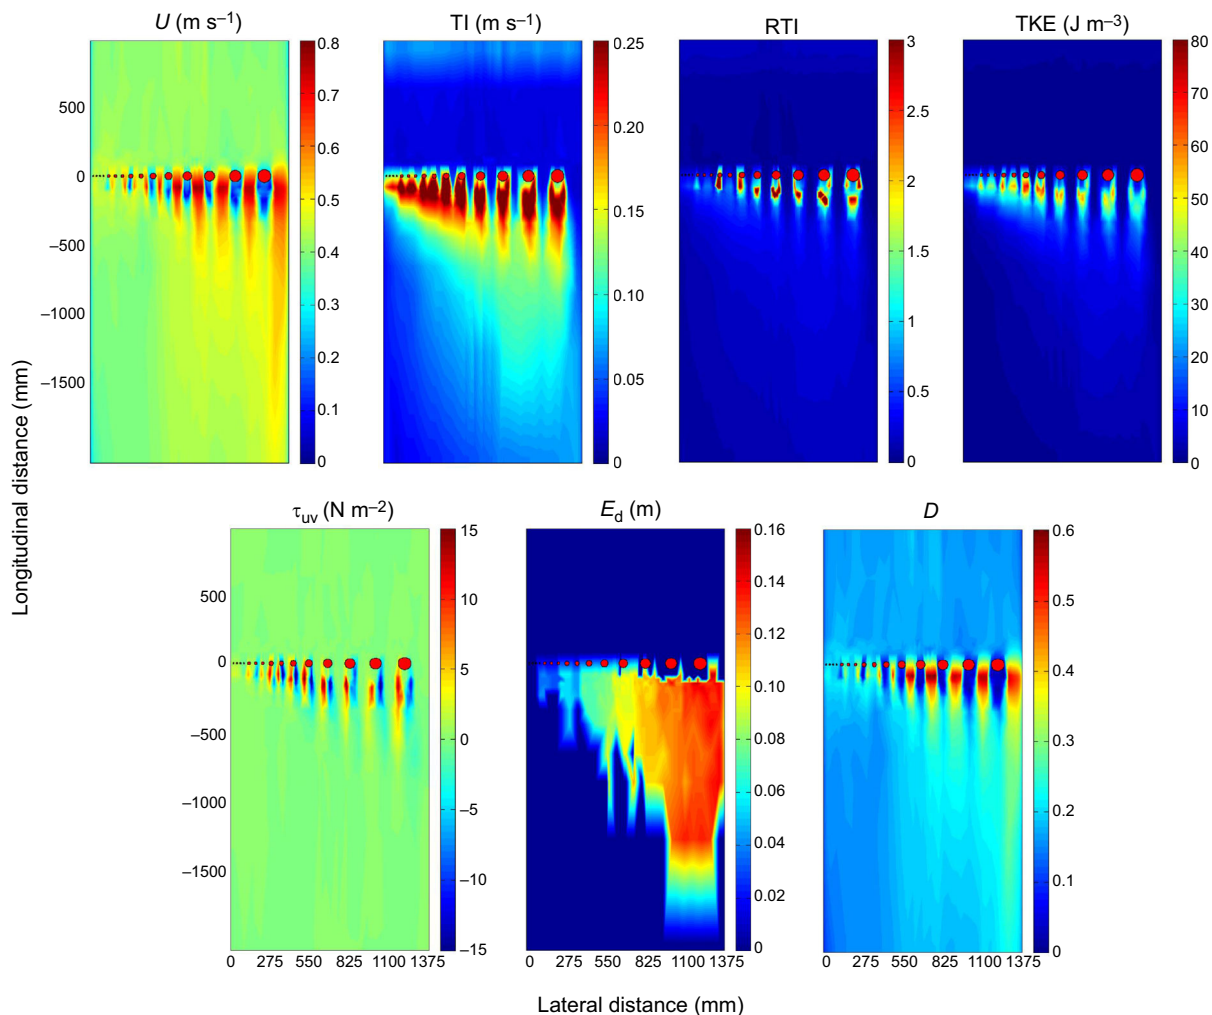 U (m s–1) TI (m s–1) RTI TKE (J m–3)
0.8 0.25 3 80
500 0.7 2.5 70
0.6 0.20 60
0 0.5 0.15 2 50
–500 0.4 1.5 40
–1000 0.3 0.10 1 30
–1500 0.2 0.05 0.5 20
0.1 10
0 0 0 0
Longitudinal distance (mm)
τuv (N m–2) Ed (m) D
15 0.16 0.6
500 10 0.14 0.5
0 5 0.12 0.4
–500 0.10
0 0.08 0.3
–1000 –5 0.06 0.2
–1500 –10 0.04 0.1
0.02
–15 0 0
0 275 550 825 1100 1375 0 275 550 825 1100 1375 0 275 550 825 1100 1375
Lateral distance (mm)